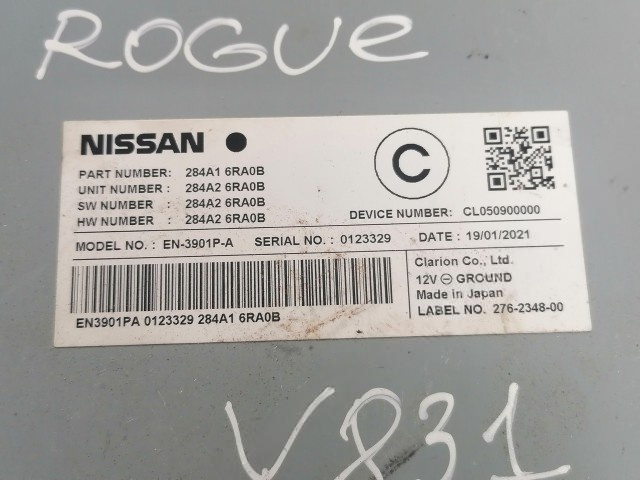 ROGUE
NISSAN
C
PART NUMBER: 284A1 6RA0B
UNIT NUMBER : 284A2 6RA0B
SW NUMBER : 284A2 6RA0B
HW NUMBER : 284A2 6RA0B
DEVICE NUMBER: CL050900000
MODEL NO. : EN-3901P-A SERIAL NO. : 0123329 DATE : 19/01/2021
EN3901PA 0123329 284A1 6RA0B
Clarion Co., Ltd.
12V ⊖ GROUND
Made in Japan
LABEL NO. 276-2348-00
V831